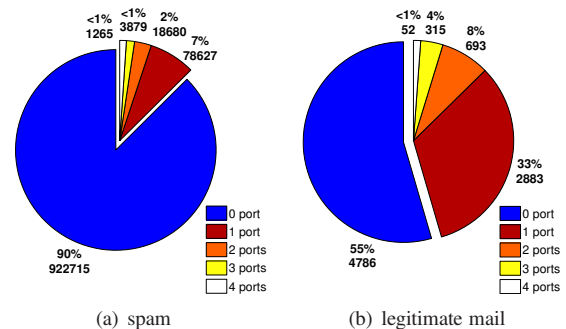 <1%
1265
<1%
3879
2%
18680
7%
78627
90%
922715
0 port
1 port
2 ports
3 ports
4 ports
(a) spam
<1%
52
4%
315
8%
693
33%
2883
55%
4786
0 port
1 port
2 ports
3 ports
4 ports
(b) legitimate mail